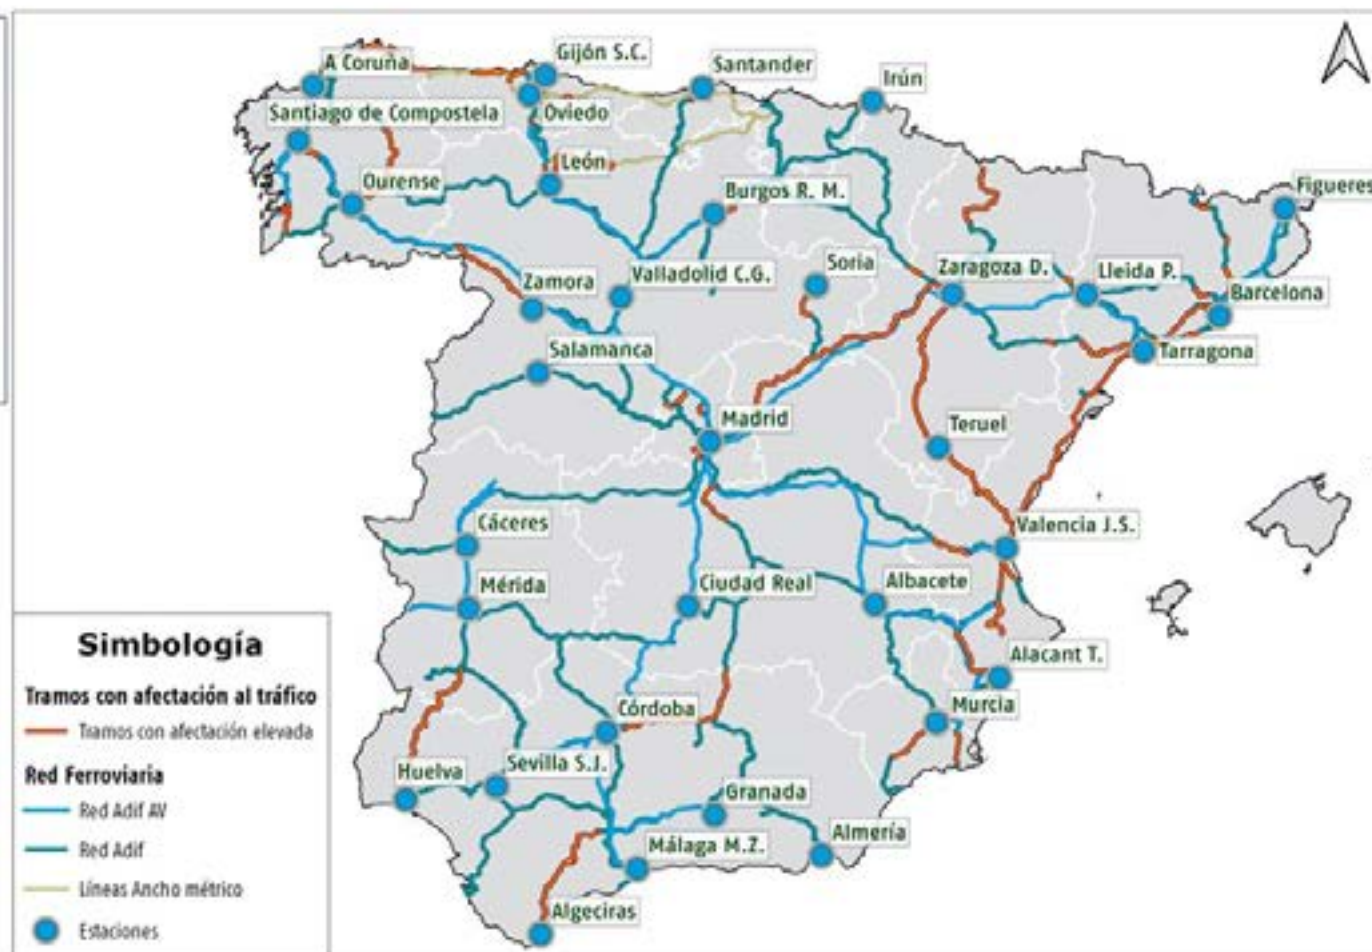 A Coruña
Gijón S.C.
Santander
Irún
Santiago de Compostela
Oviedo
León
Ourense
Burgos R. M.
Figueres
Zamora
Valladolid C.G.
Soria
Zaragoza D.
Lleida P.
Barcelona
Salamanca
Tarragona
Madrid
Teruel
Cáceres
Valencia J.S.
Mérida
Ciudad Real
Albacete
Alacant T.
Córdoba
Murcia
Huelva
Sevilla S.J.
Granada
Málaga M.Z.
Almería
Algeciras
Simbología
Tramos con afectación al tráfico
Tramos con afectación elevada
Red Ferroviaria
Red Adif AV
Red Adif
Líneas Ancho métrico
Estaciones